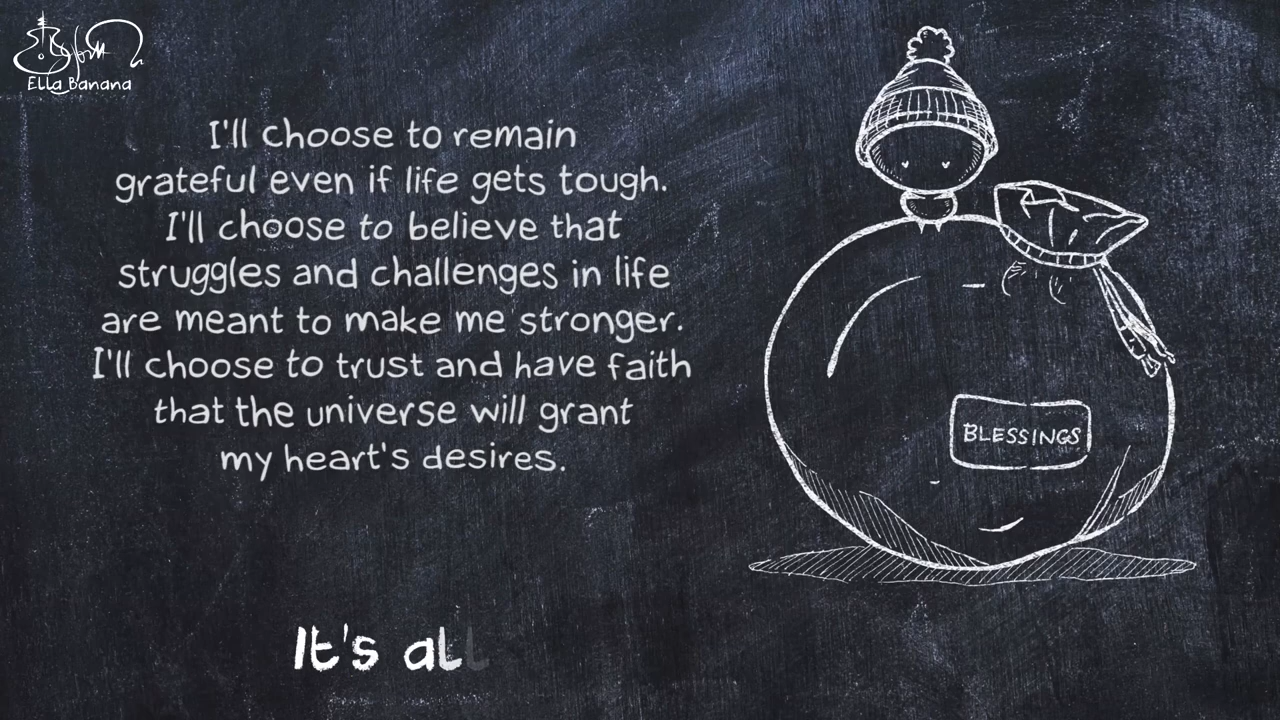 Ella Banana
I'll choose to remain
grateful even if life gets tough.
I'll choose to believe that
struggles and challenges in life
are meant to make me stronger.
I'll choose to trust and have faith
that the universe will grant
my heart's desires.
BLESSINGS
It's all